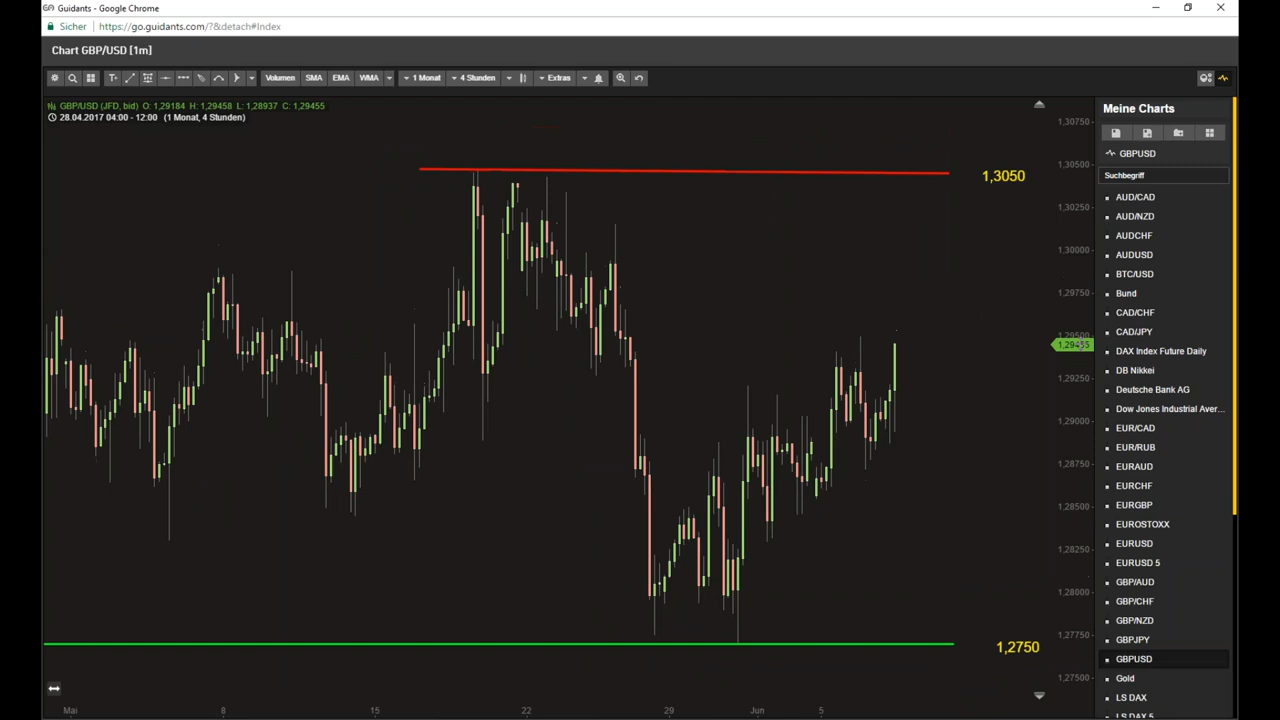 Guidants - Google Chrome
Sicher https://go.guidants.com/?&detach#Index
Chart GBP/USD [1m]
T+ Volumen SMA EMA WMA 1 Monat 4 Stunden Extras
GBP/USD (JFD, bid) O: 1,29184 H: 1,29458 L: 1,28937 C: 1,29455
28.04.2017 04:00 - 12:00 (1 Monat, 4 Stunden)
1,3050
1,2750
1,30750
1,30500
1,30250
1,30000
1,29750
1,29455
1,29250
1,29000
1,28750
1,28500
1,28250
1,28000
1,27750
1,27500
Mai 8 15 22 29 Jun 5
Meine Charts
GBPUSD
Suchbegriff
AUD/CAD
AUD/NZD
AUDCHF
AUDUSD
BTC/USD
Bund
CAD/CHF
CAD/JPY
DAX Index Future Daily
DB Nikkei
Deutsche Bank AG
Dow Jones Industrial Aver...
EUR/CAD
EUR/RUB
EURAUD
EURCHF
EURGBP
EUROSTOXX
EURUSD
EURUSD 5
GBP/AUD
GBP/CHF
GBP/NZD
GBPJPY
GBPUSD
Gold
LS DAX
LS DAX 5